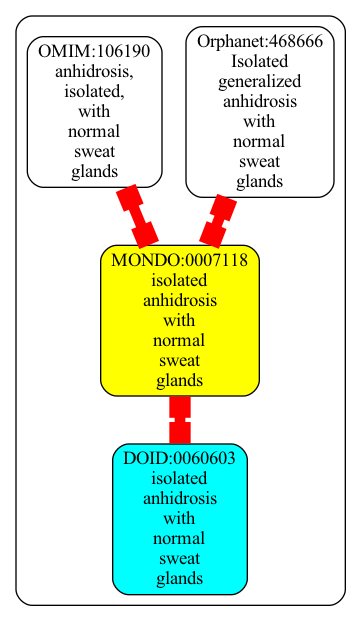 OMIM:106190
anhidrosis,
isolated,
with
normal
sweat
glands
Orphanet:468666
Isolated
generalized
anhidrosis
with
normal
sweat
glands
MONDO:0007118
isolated
anhidrosis
with
normal
sweat
glands
DOID:0060603
isolated
anhidrosis
with
normal
sweat
glands